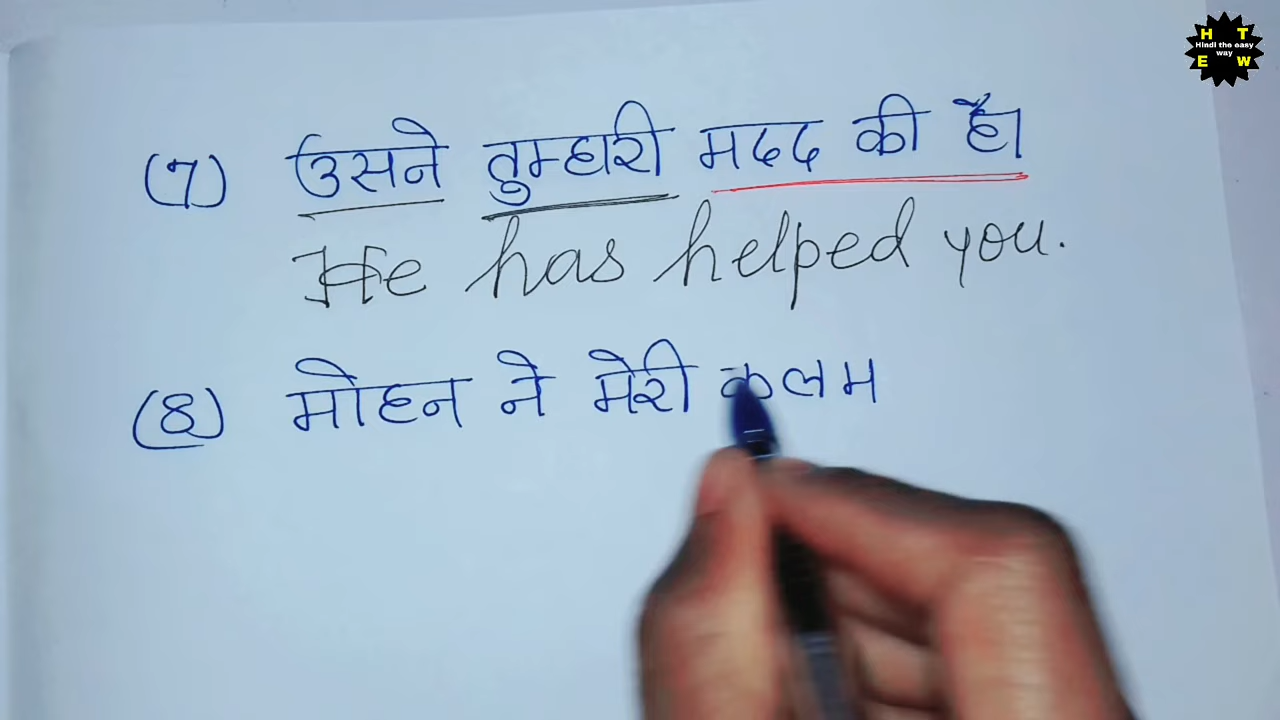 H T
Hindi the easy
way
E W
(7) उसने तुम्हारी मदद की है।
He has helped you.
(8) मोहन ने मेरी कलम